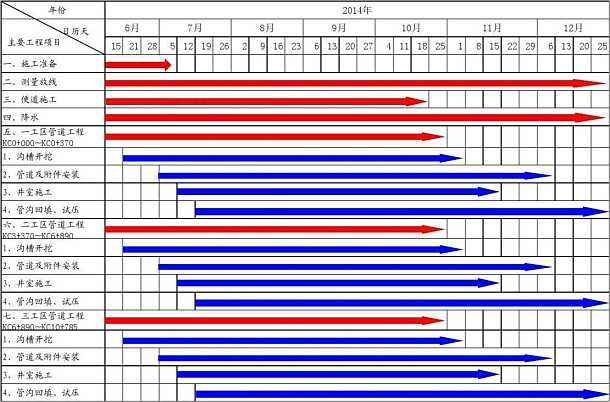 年份
日历天
主要工程项目
2014年
6月 7月 8月 9月 10月 11月 12月
15 21 28 5 12 19 26 2 9 16 23 6 13 20 27 4 11 18 25 1 8 15 22 29 6 13 20 25
一、施工准备
二、测量放线
三、便道施工
四、降水
五、一工区管道工程
KC0+000~KC0+370
1、沟槽开挖
2、管道及附件安装
3、井室施工
4、管沟回填、试压
六、二工区管道工程
KC3+370~KC6+890
1、沟槽开挖
2、管道及附件安装
3、井室施工
4、管沟回填、试压
七、三工区管道工程
KC6+890~KC10+785
1、沟槽开挖
2、管道及附件安装
3、井室施工
4、管沟回填、试压